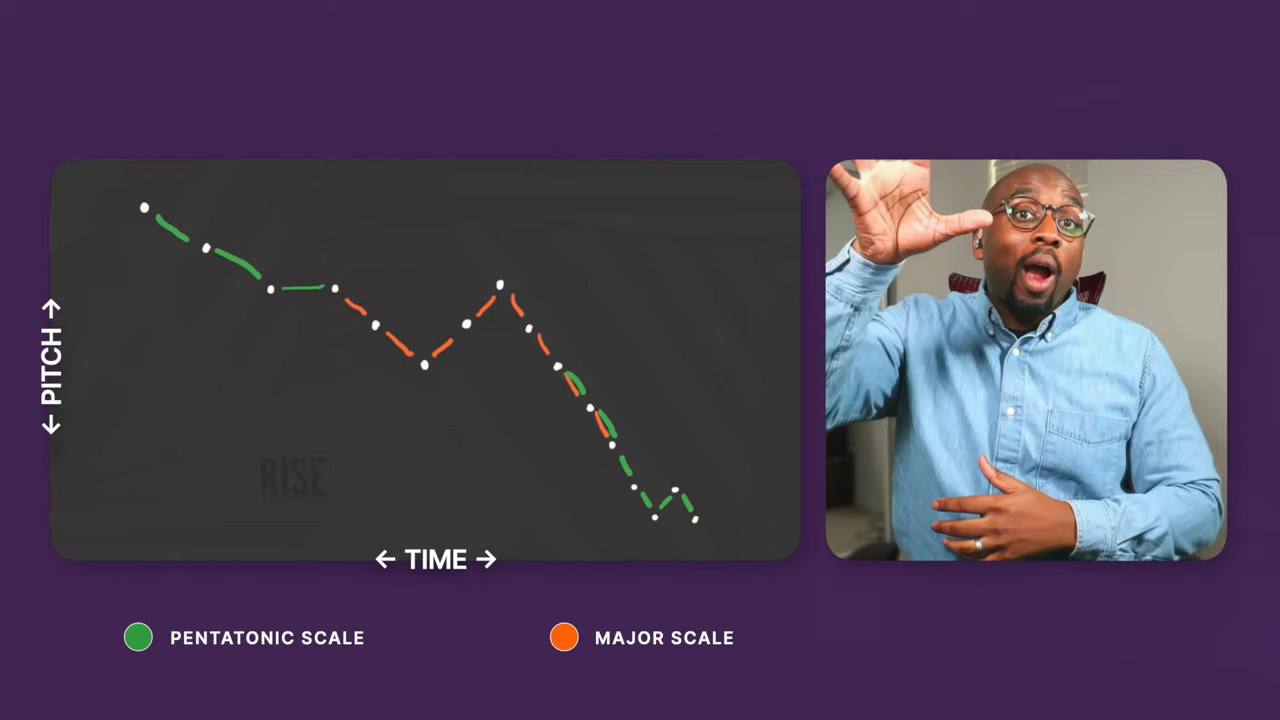 ← PITCH →
RISE
← TIME →
PENTATONIC SCALE
MAJOR SCALE